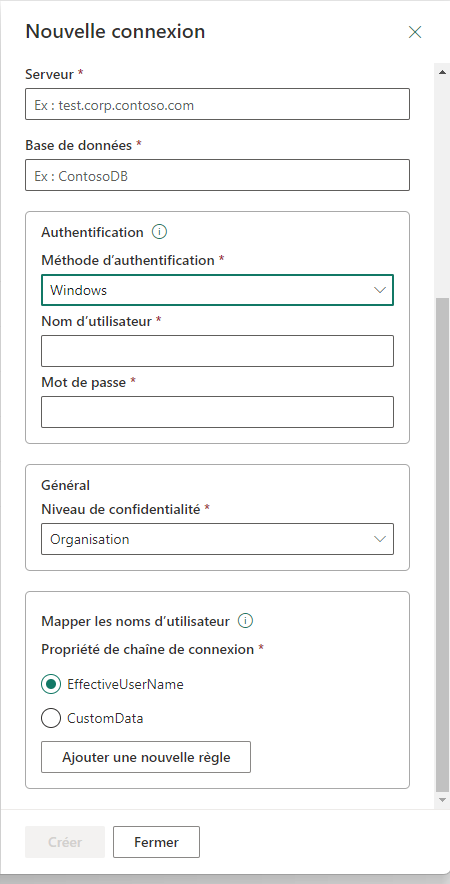 Nouvelle connexion
Serveur *
Ex : test.corp.contoso.com
Base de données *
Ex : ContosoDB
Authentification
Méthode d’authentification *
Windows
Nom d’utilisateur *
Mot de passe *
Général
Niveau de confidentialité *
Organisation
Mapper les noms d’utilisateur
Propriété de chaîne de connexion *
EffectiveUserName
CustomData
Ajouter une nouvelle règle
Créer
Fermer